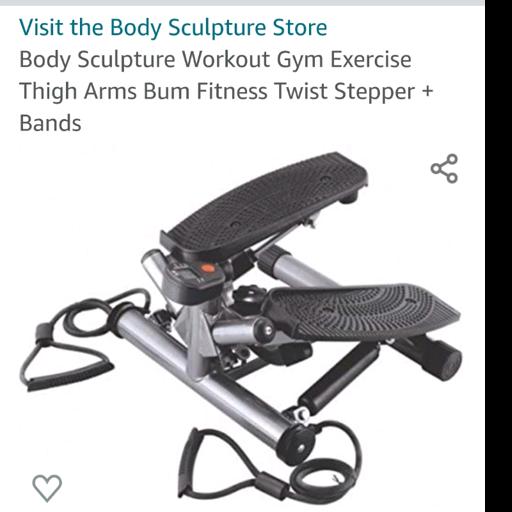 Visit the Body Sculpture Store
Body Sculpture Workout Gym Exercise
Thigh Arms Bum Fitness Twist Stepper +
Bands